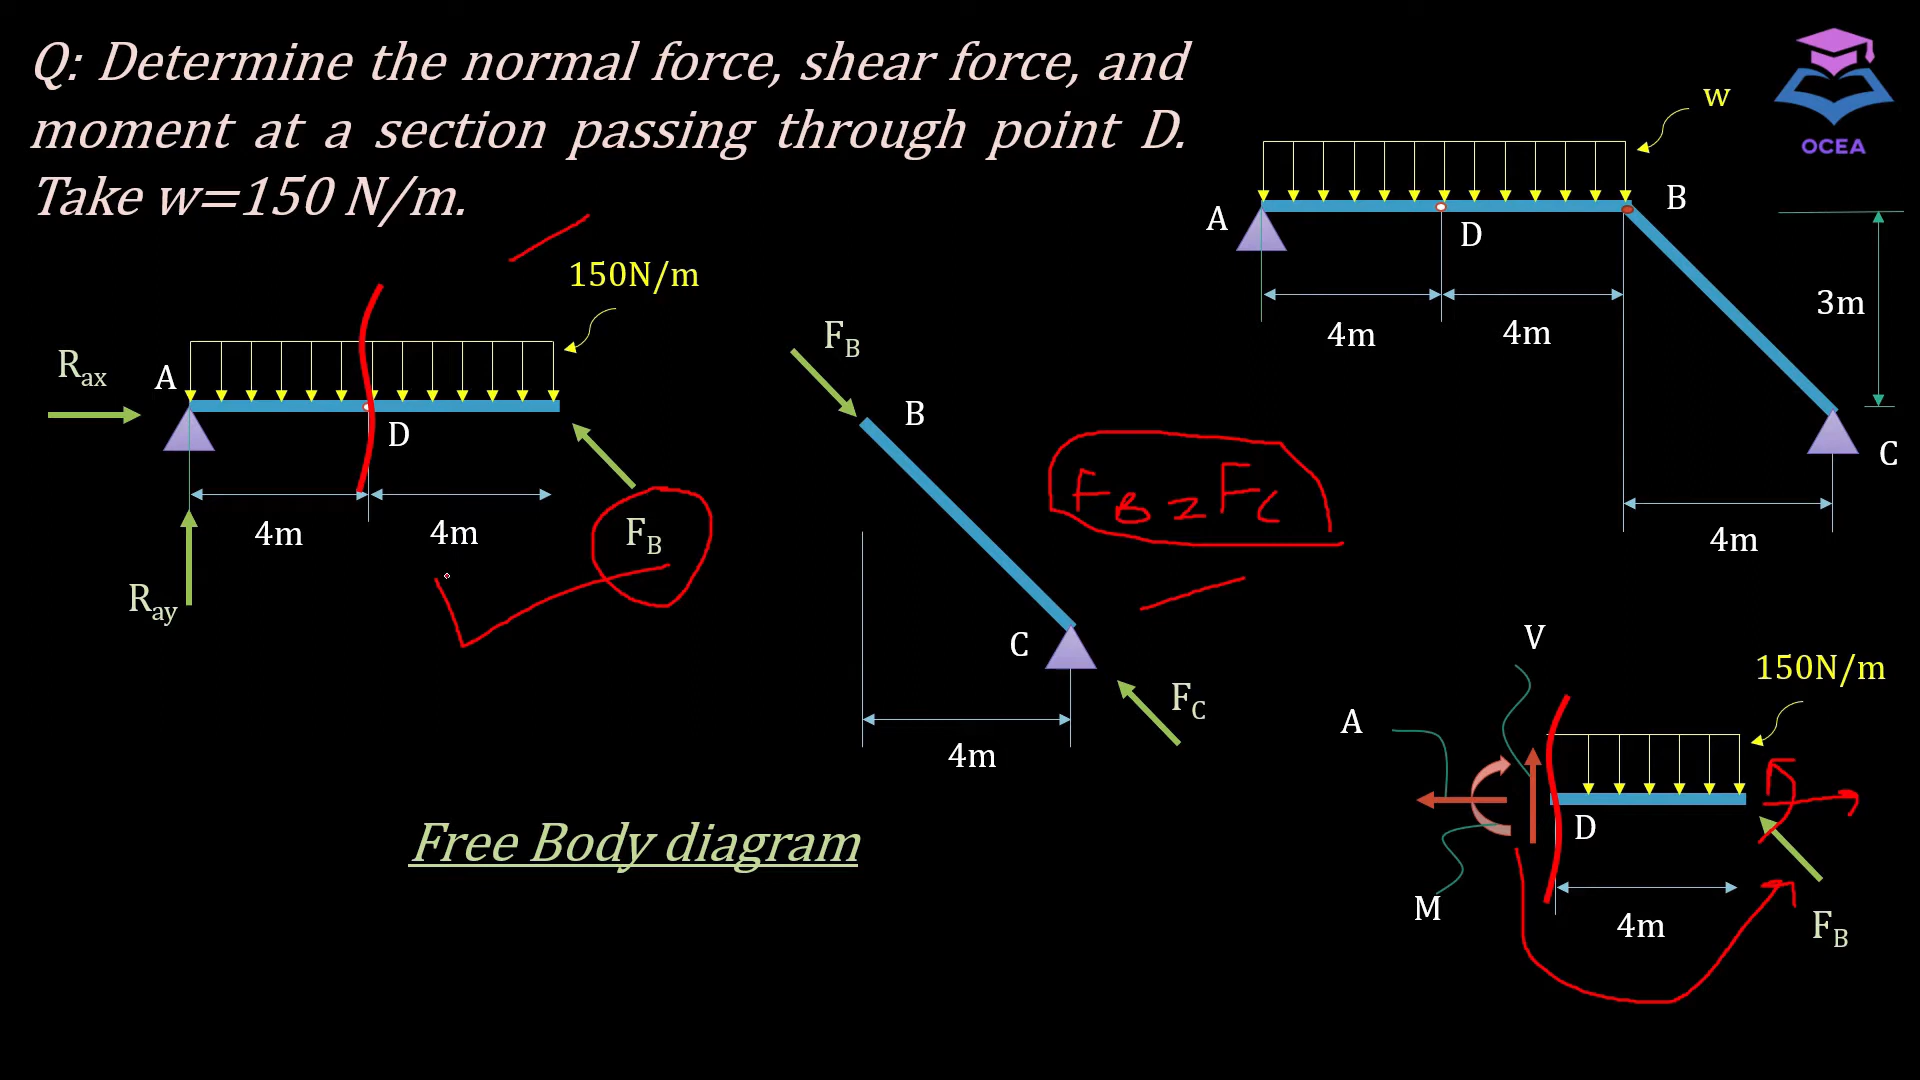 Q: Determine the normal force, shear force, and
moment at a section passing through point D.
Take w=150 N/m.
OCEA
w
A
D
B
4m
4m
3m
C
4m
150N/m
Rax
A
D
4m
4m
FB
Ray
FB
B
FB = FC
C
FC
4m
V
150N/m
A
D
M
4m
FB
Free Body diagram